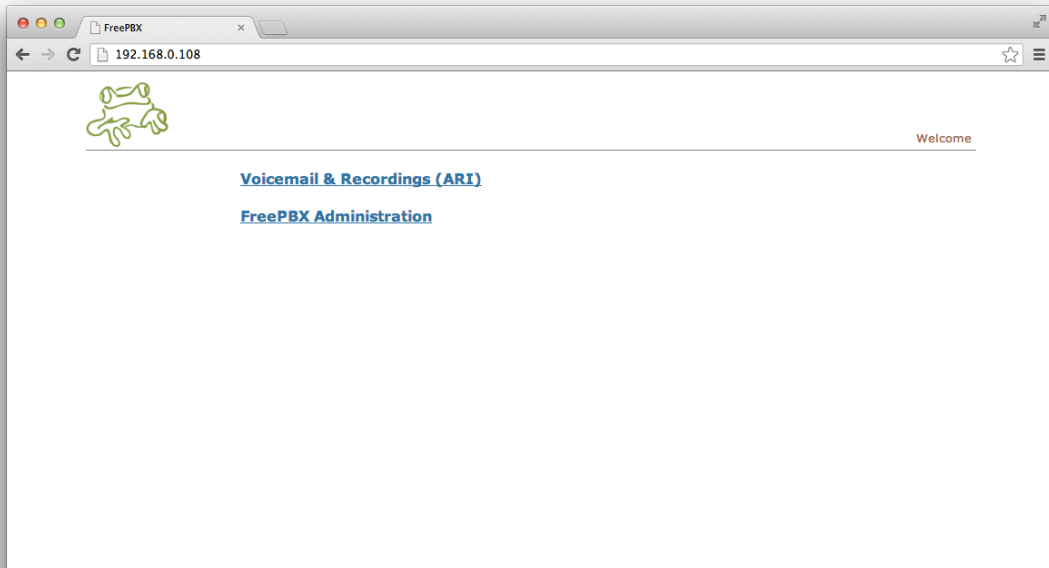 FreePBX
192.168.0.108
Welcome
Voicemail & Recordings (ARI)
FreePBX Administration